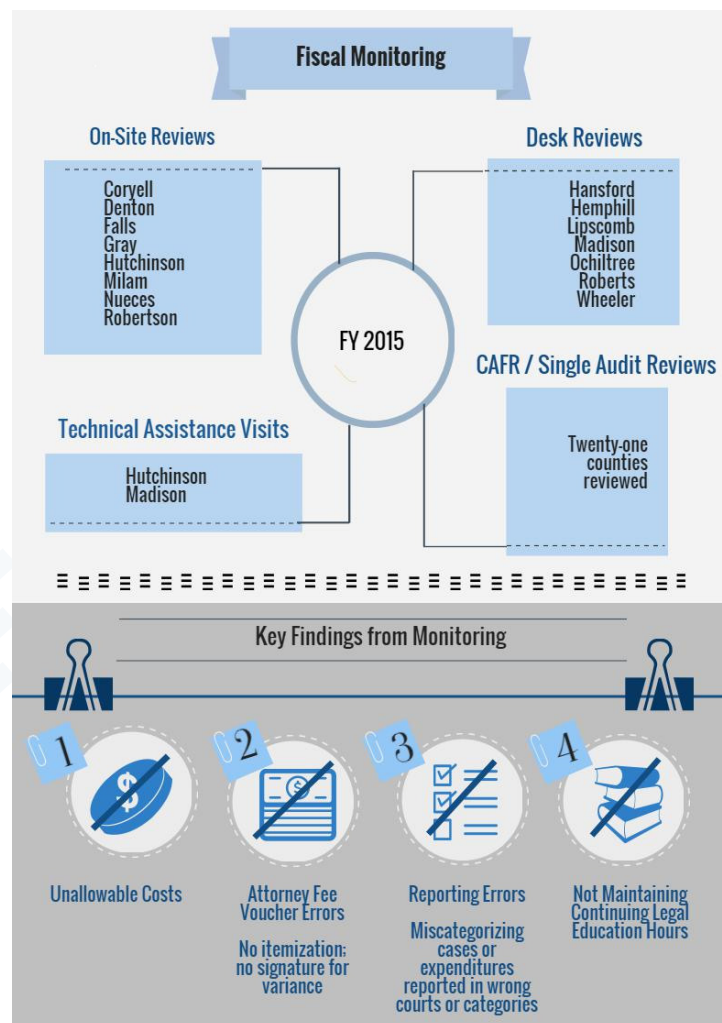 Fiscal Monitoring
On-Site Reviews
Coryell
Denton
Falls
Gray
Hutchinson
Milam
Nueces
Robertson
Desk Reviews
Hansford
Hemphill
Lipscomb
Madison
Ochiltree
Roberts
Wheeler
FY 2015
Technical Assistance Visits
Hutchinson
Madison
CAFR / Single Audit Reviews
Twenty-one
counties
reviewed
Key Findings from Monitoring
1
$
Unallowable Costs
2
$
Attorney Fee
Voucher Errors
No itemization;
no signature for
variance
3
Reporting Errors
Miscategorizing
cases or
expenditures
reported in wrong
courts or categories
4
Not Maintaining
Continuing Legal
Education Hours